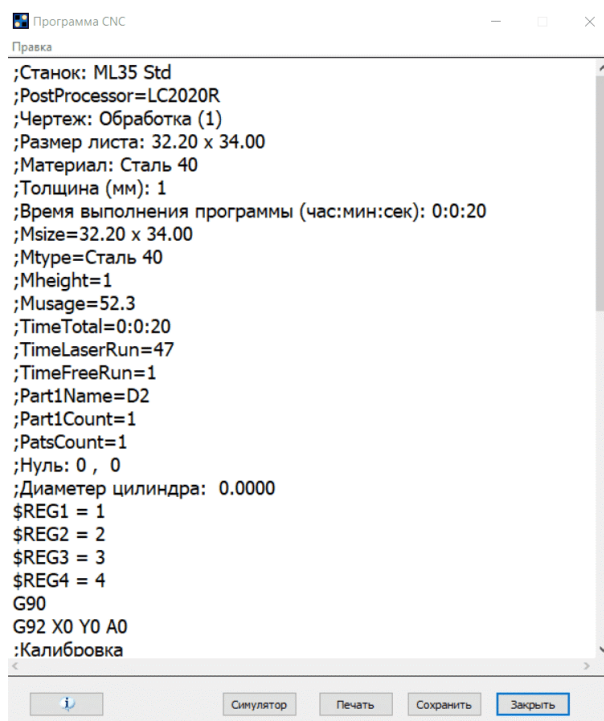 Программа CNC
Правка
;Станок: ML35 Std
;PostProcessor=LC2020R
;Чертеж: Обработка (1)
;Размер листа: 32.20 x 34.00
;Материал: Сталь 40
;Толщина (мм): 1
;Время выполнения программы (час:мин:сек): 0:0:20
;Msize=32.20 x 34.00
;Mtype=Сталь 40
;Mheight=1
;Musage=52.3
;TimeTotal=0:0:20
;TimeLaserRun=47
;TimeFreeRun=1
;Part1Name=D2
;Part1Count=1
;PatsCount=1
;Нуль: 0 ,  0
;Диаметер цилиндра:  0.0000
$REG1 = 1
$REG2 = 2
$REG3 = 3
$REG4 = 4
G90
G92 X0 Y0 A0
;Калибровка
Симулятор Печать Сохранить Закрыть